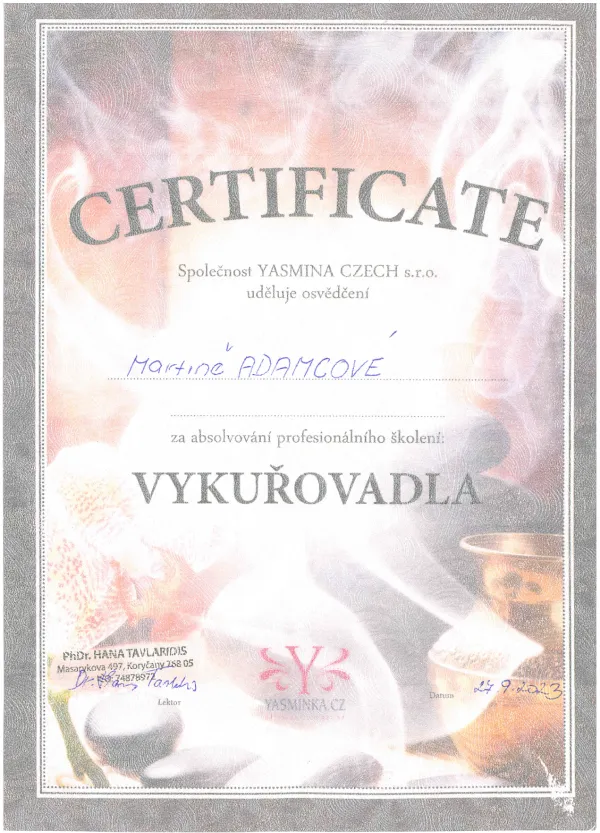 CERTIFICATE
Společnost YASMINA CZECH s.r.o.
uděluje osvědčení
Martině ADAMCOVÉ
za absolvování profesionálního školení:
VYKUŘOVADLA
PhDr. HANA TAVLARIDIS
Masarykova 497, Koryčany 768 05
74878972
Lektor
Y
YASMINKA.CZ
Datum
27.9.2023